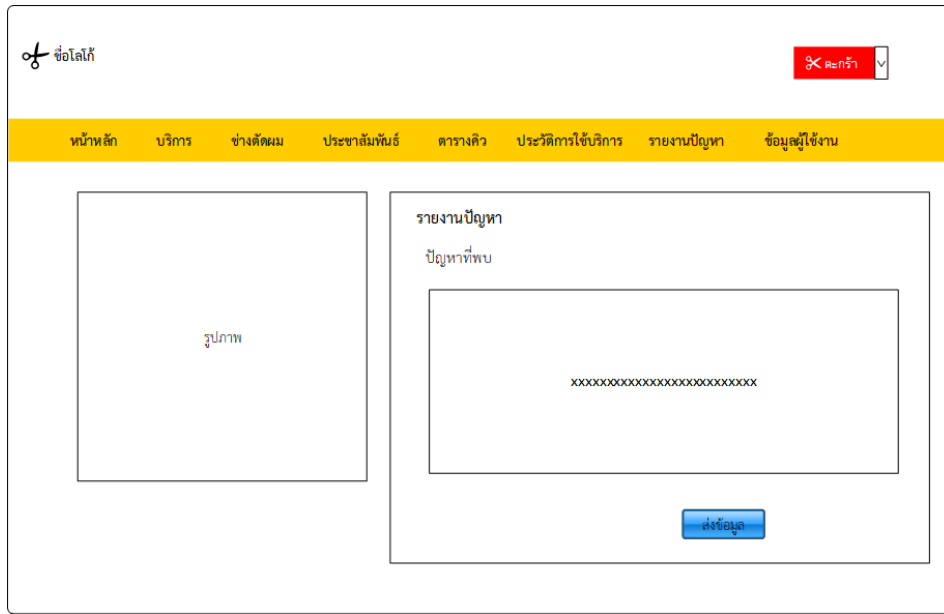 ชื่อโลโก้
ตะกร้า
หน้าหลัก บริการ ช่างตัดผม ประชาสัมพันธ์ ตารางคิว ประวัติการใช้บริการ รายงานปัญหา ข้อมูลผู้ใช้งาน
รายงานปัญหา
ปัญหาที่พบ
รูปภาพ
xxxxxxxxxxxxxxxxxxxxxxxxxx
ส่งข้อมูล